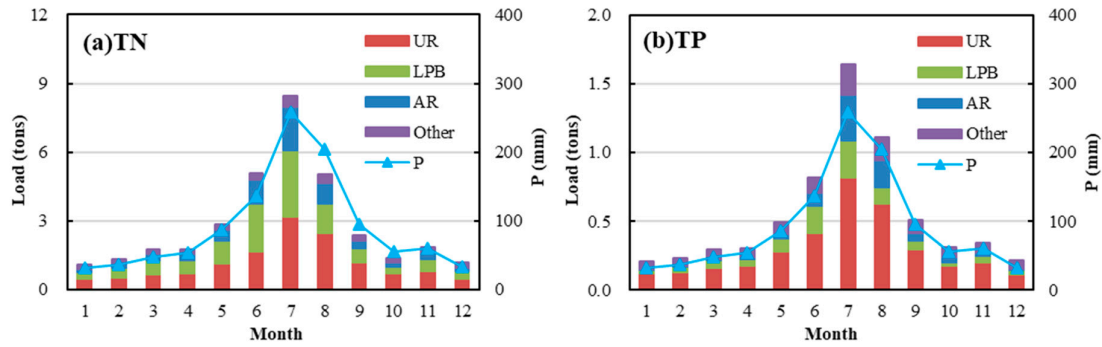 (a)TN
UR
LPB
AR
Other
P
Load (tons)
12
9
6
3
0
P (mm)
400
300
200
100
0
1 2 3 4 5 6 7 8 9 10 11 12
Month
(b)TP
UR
LPB
AR
Other
P
Load (tons)
2.0
1.5
1.0
0.5
0.0
P (mm)
400
300
200
100
0
1 2 3 4 5 6 7 8 9 10 11 12
Month